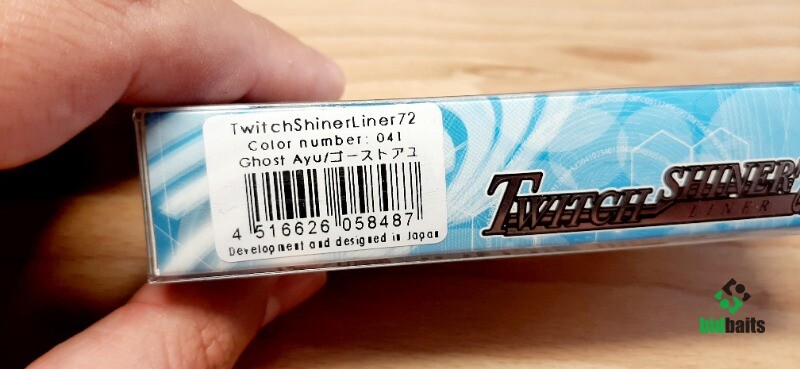 TwitchShinerLiner72
Color number: 041
Ghost Ayu/ゴーストアユ
4 516626 058487
Development and designed in Japan
TWITCH SHINER
LINER
bidbaits